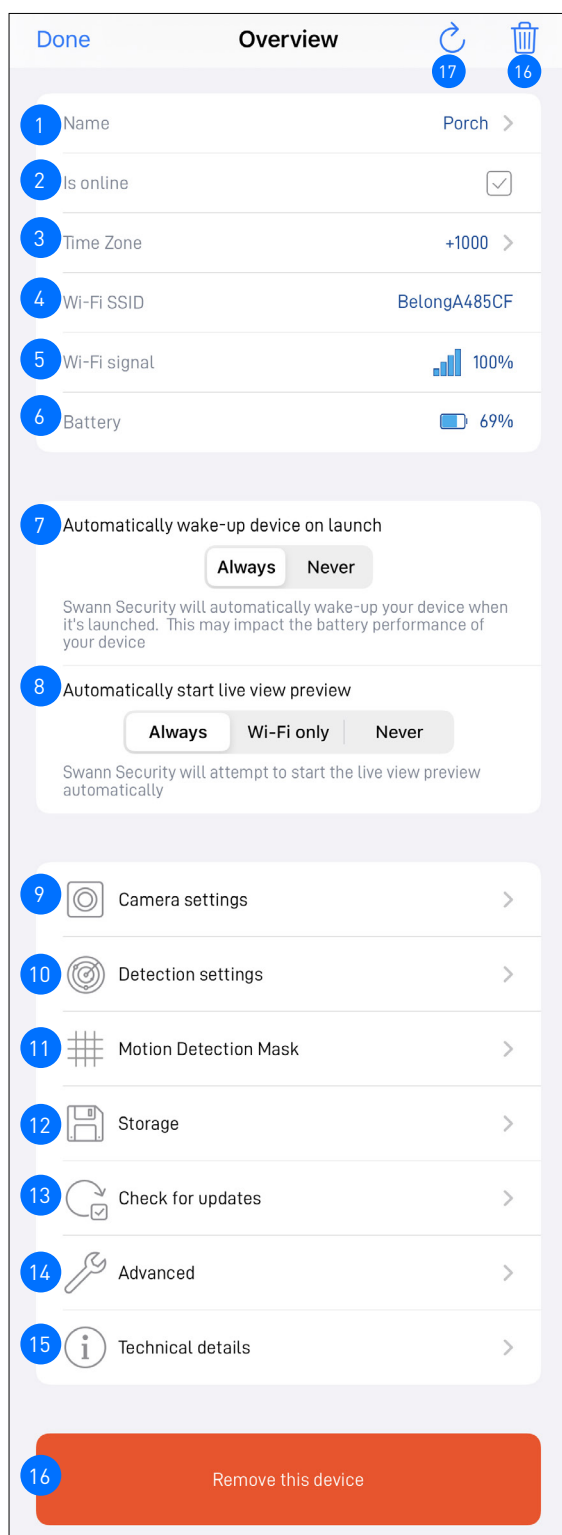 Done Overview
17 16
1 Name Porch
2 Is online
3 Time Zone +1000
4 Wi-Fi SSID BelongA485CF
5 Wi-Fi signal 100%
6 Battery 69%
7 Automatically wake-up device on launch
Always Never
Swann Security will automatically wake-up your device when
it's launched. This may impact the battery performance of
your device
8 Automatically start live view preview
Always Wi-Fi only Never
Swann Security will attempt to start the live view preview
automatically
9 Camera settings
10 Detection settings
11 Motion Detection Mask
12 Storage
13 Check for updates
14 Advanced
15 i Technical details
16 Remove this device